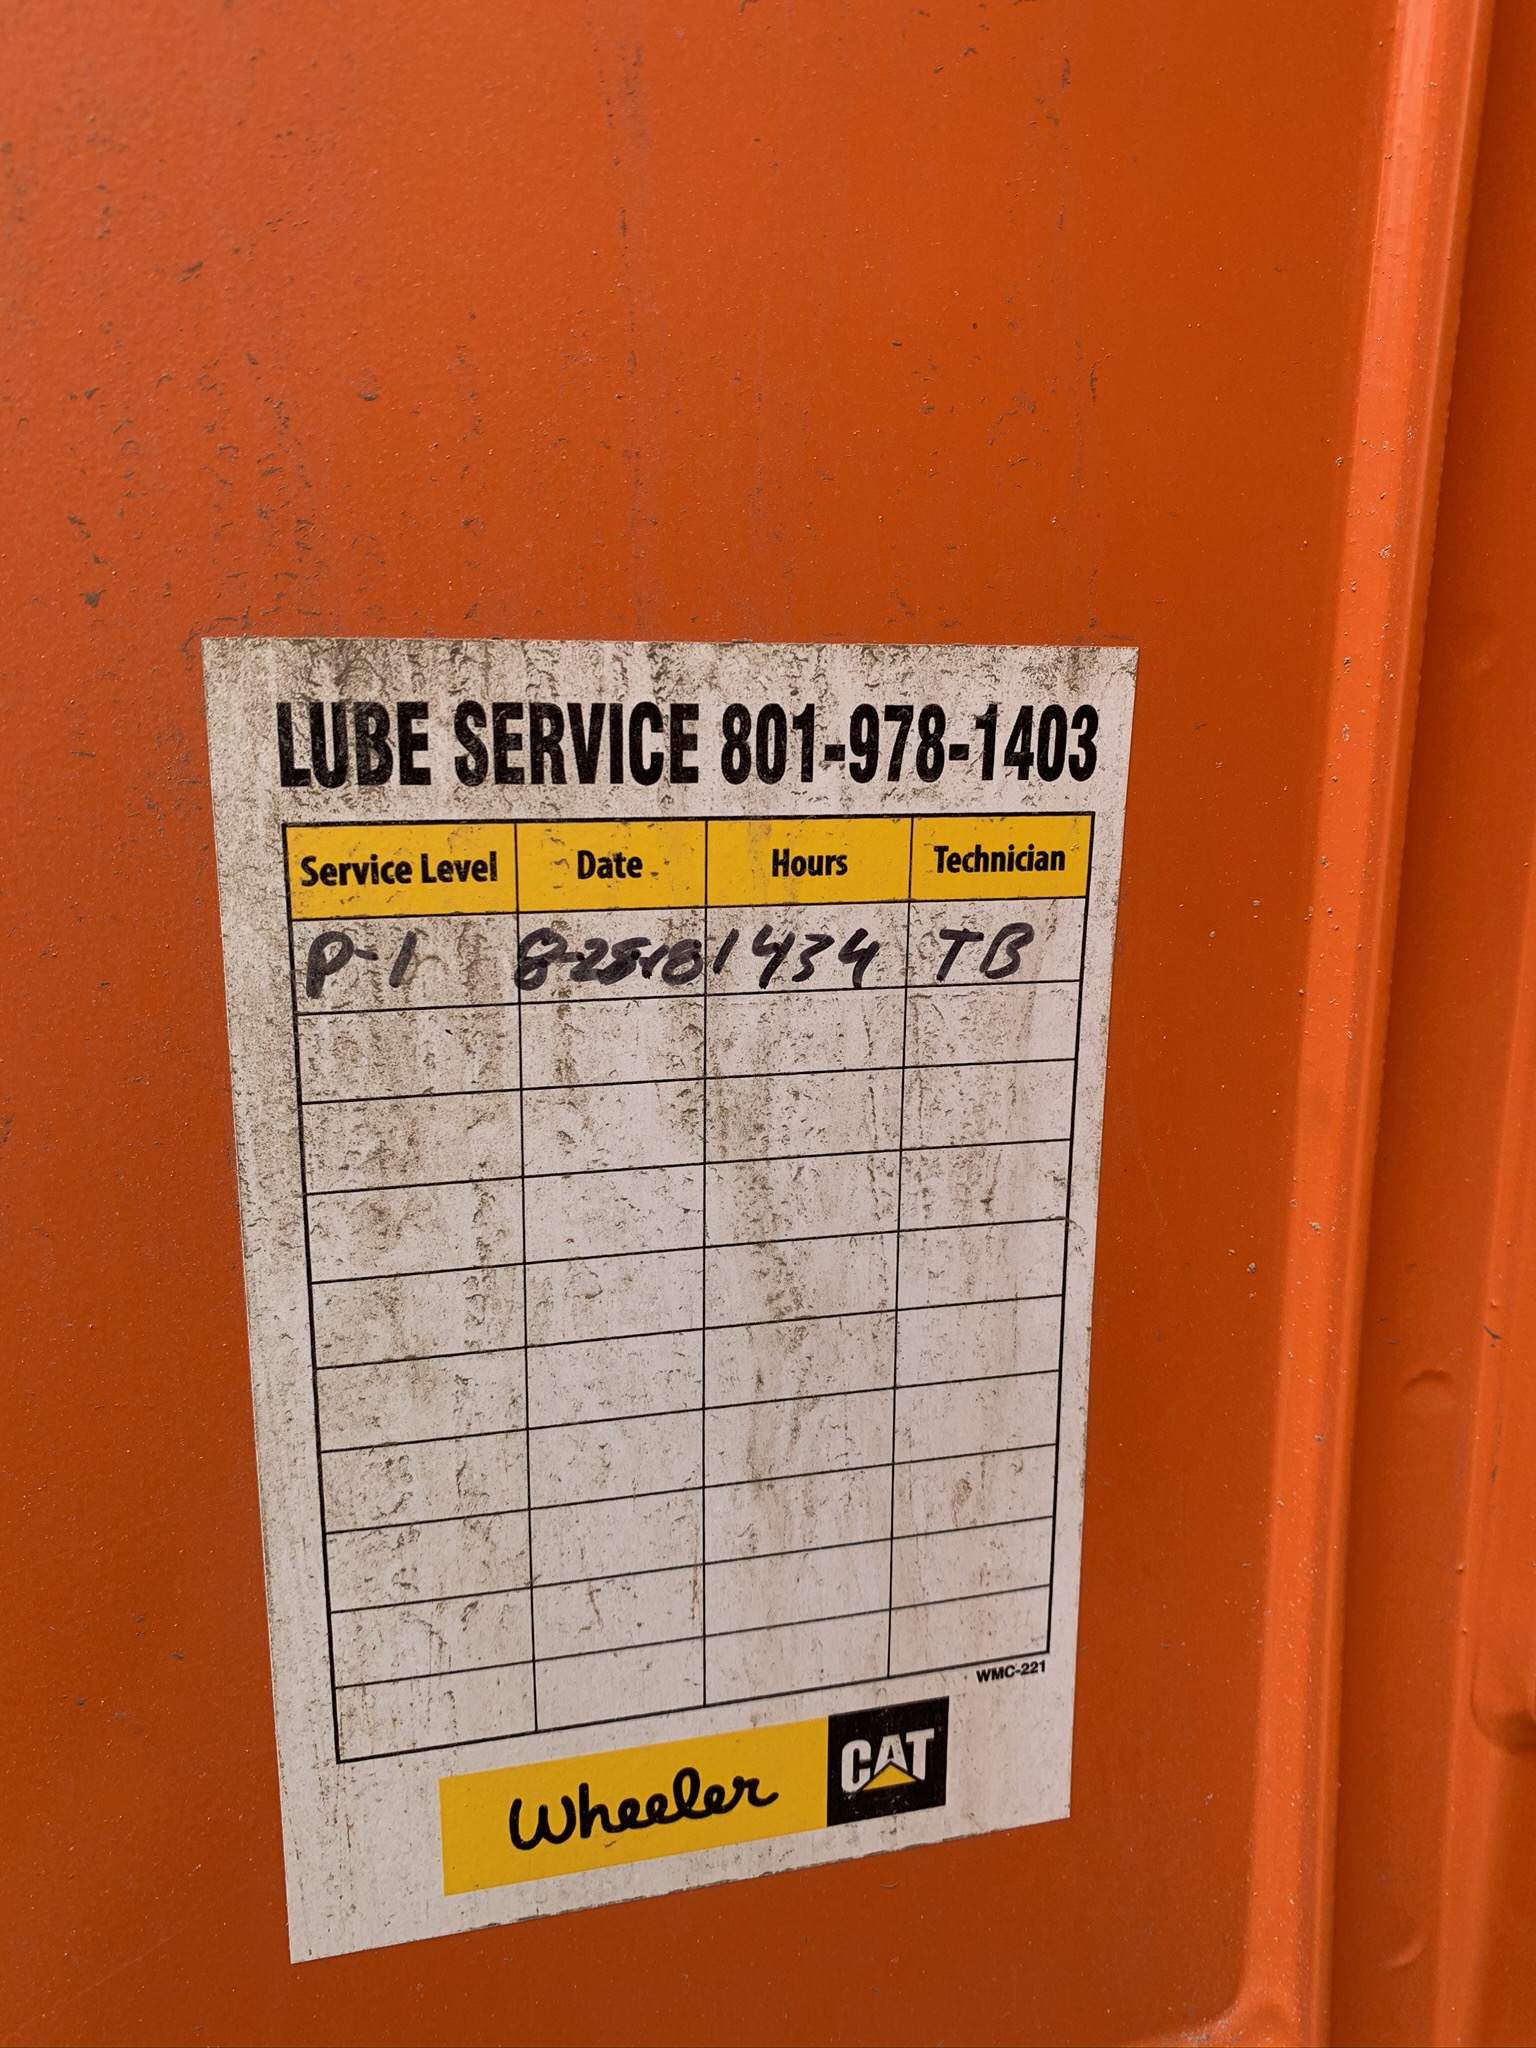 LUBE SERVICE 801-978-1403
Service Level Date Hours Technician
P-1 1434 TB
WMC-221
Wheeler CAT